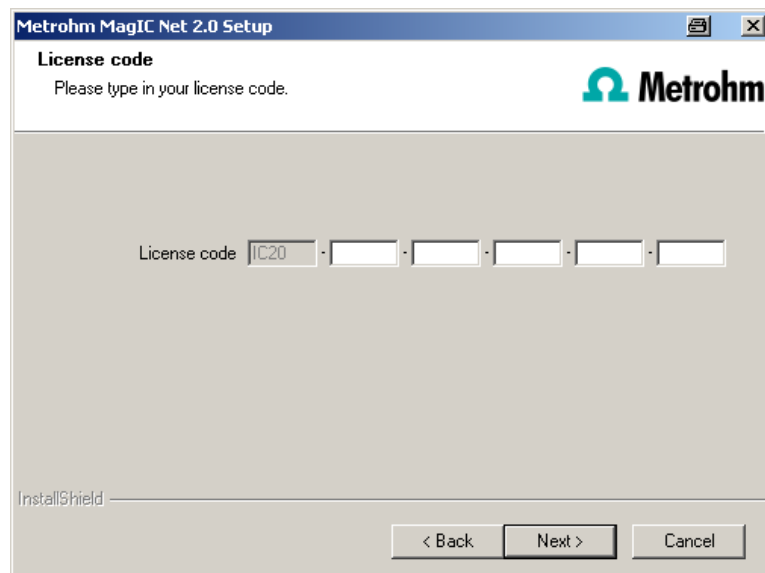 Metrohm MagIC Net 2.0 Setup
License code
Please type in your license code.
Metrohm
License code IC20 - - - - -
InstallShield
< Back Next > Cancel